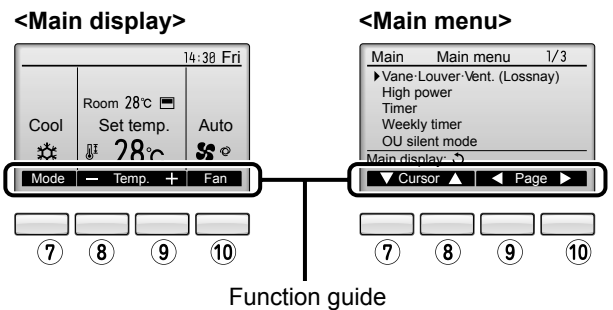 <Main display>
14:30 Fri
Room 28°C
Cool Set temp. Auto
28°C
Mode − Temp. + Fan
⑦ ⑧ ⑨ ⑩
<Main menu>
Main Main menu 1/3
▶Vane·Louver·Vent. (Lossnay)
High power
Timer
Weekly timer
OU silent mode
Main display: ↺
▼ Cursor ▲ ◀ Page ▶
⑦ ⑧ ⑨ ⑩
Function guide